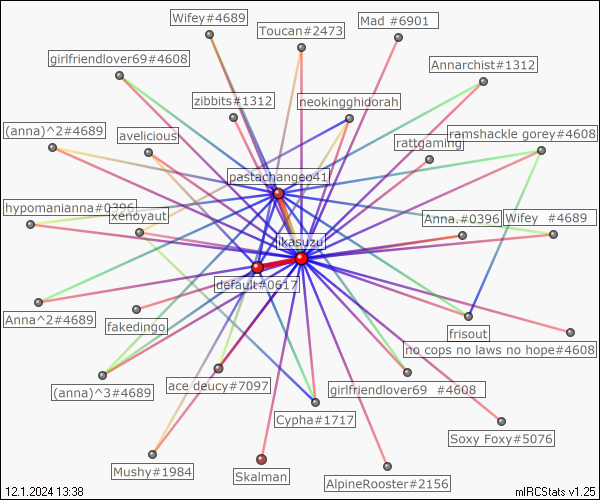 Wifey#4689
Toucan#2473
Mad #6901
girlfriendlover69#4608
Annarchist#1312
zibbits#1312
neokingghidorah
(anna)^2#4689
avelicious
rattgaming
ramshackle gorey#4608
pastachangeo41
hypomanianna#0396
xenoyaut
Anna.#0396
Wifey #4689
ikasuzu
default#0617
Anna^2#4689
fakedingo
frisout
no cops no laws no hope#4608
(anna)^3#4689
ace deucy#7097
girlfriendlover69 #4608
Cypha#1717
Soxy Foxy#5076
Mushy#1984
Skalman
AlpineRooster#2156
12.1.2024 13:38
mIRCStats v1.25